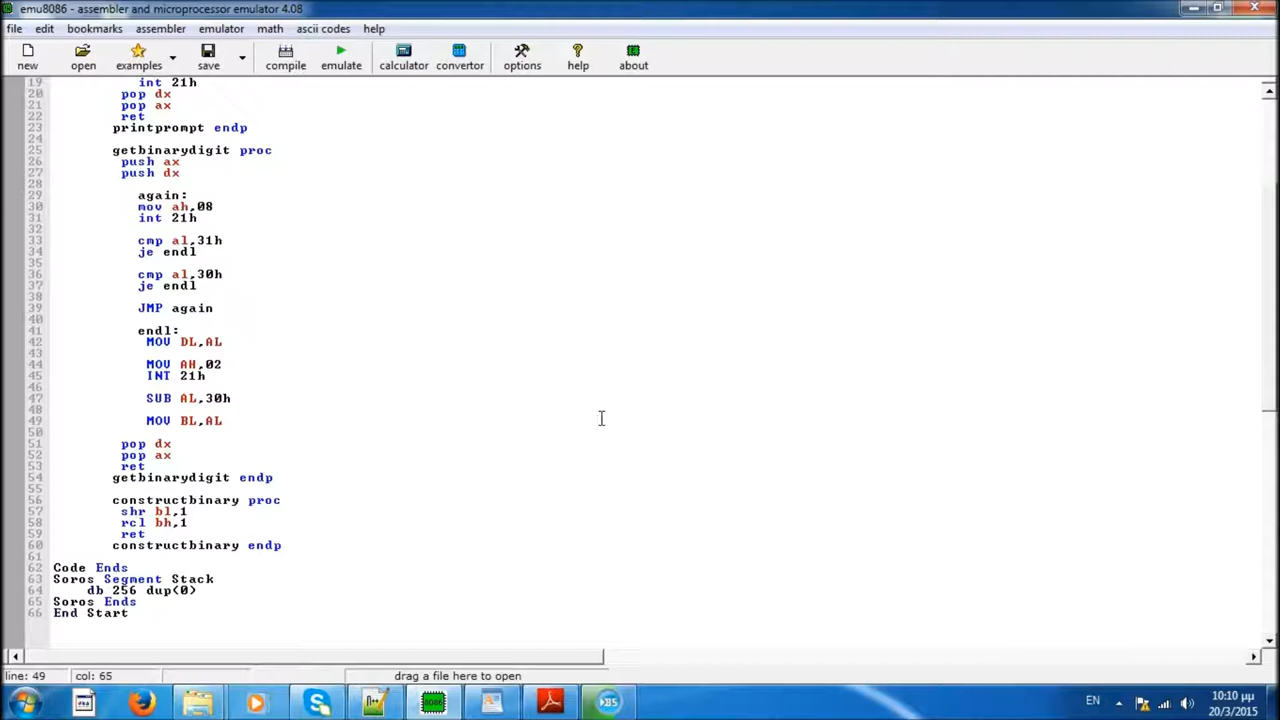 emu8086 - assembler and microprocessor emulator 4.08
file edit bookmarks assembler emulator math ascii codes help
new open examples save compile emulate calculator convertor options help about
19 int 21h
20 pop dx
21 pop ax
22 ret
23 printprompt endp
24
25 getbinarydigit proc
26 push ax
27 push dx
28
29 again:
30 mov ah,08
31 int 21h
32
33 cmp al,31h
34 je endl
35
36 cmp al,30h
37 je endl
38
39 JMP again
40
41 endl:
42 MOV DL,AL
43
44 MOV AH,02
45 INT 21h
46
47 SUB AL,30h
48
49 MOV BL,AL
50
51 pop dx
52 pop ax
53 ret
54 getbinarydigit endp
55
56 constructbinary proc
57 shr bl,1
58 rcl bh,1
59 ret
60 constructbinary endp
61
62 Code Ends
63 Soros Segment Stack
64 db 256 dup(0)
65 Soros Ends
66 End Start
line: 49 col: 65 drag a file here to open
8086
EN
10:10 μμ
20/3/2015